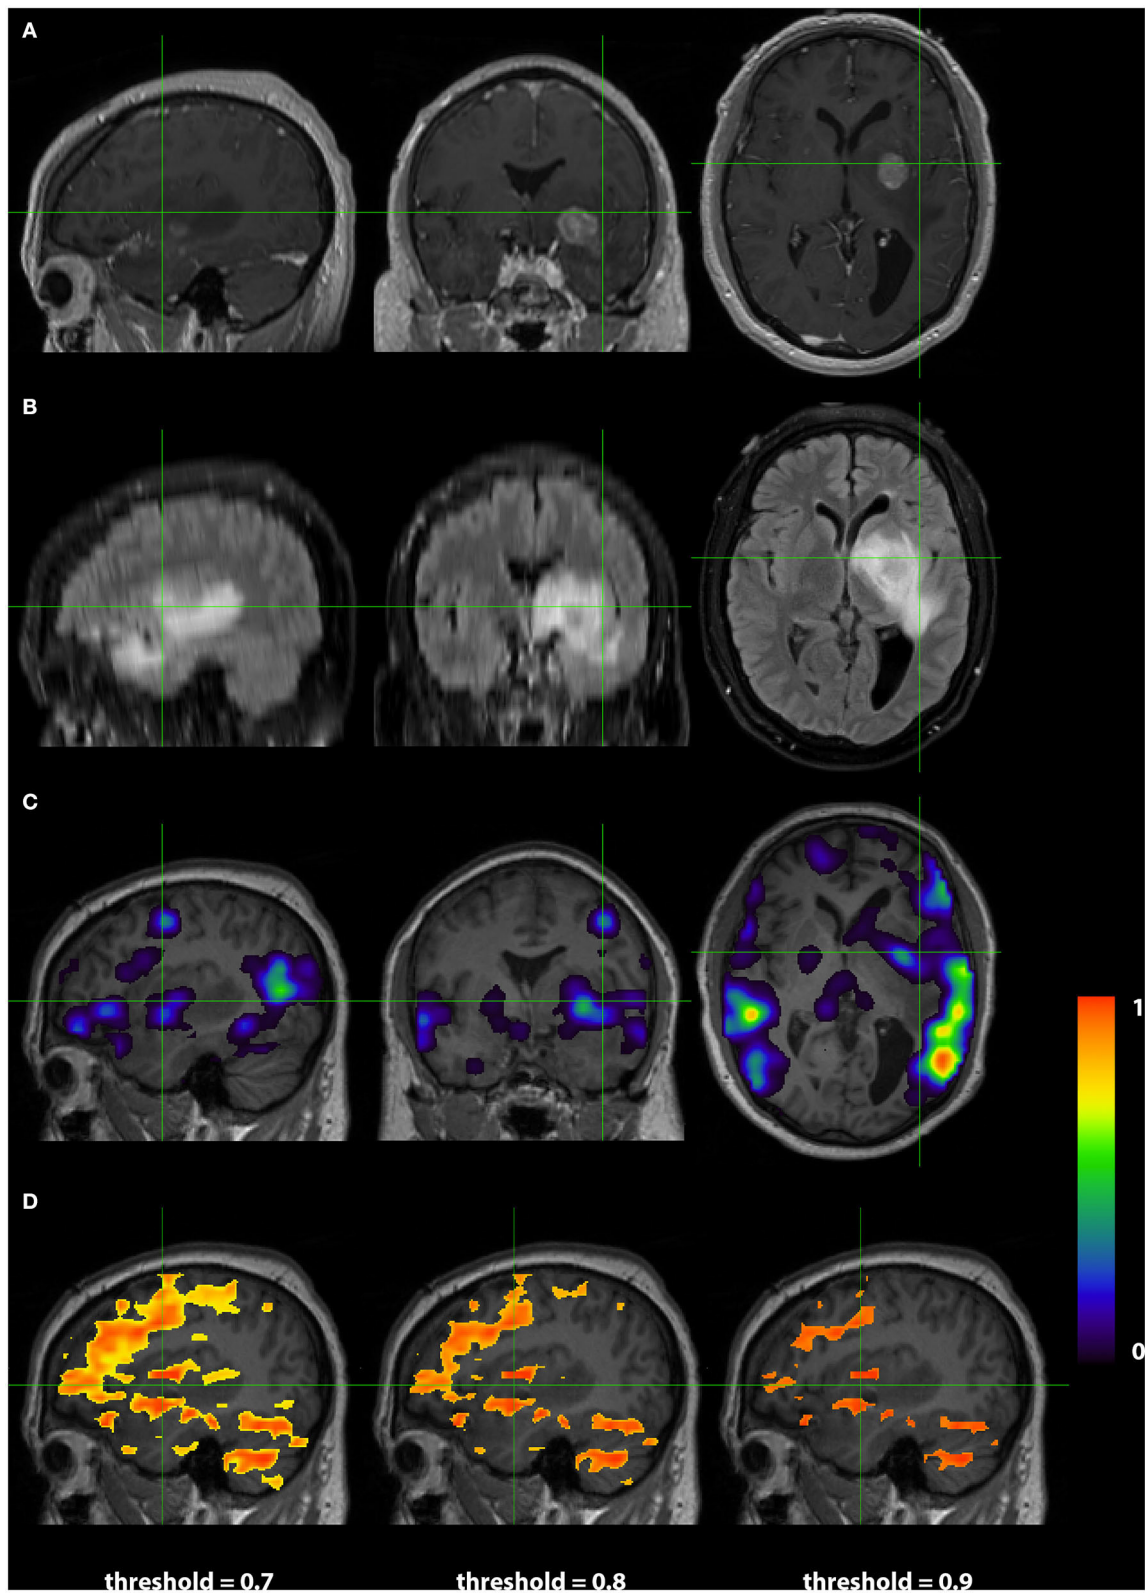 A
B
C
1
0
D
threshold = 0.7
threshold = 0.8
threshold = 0.9